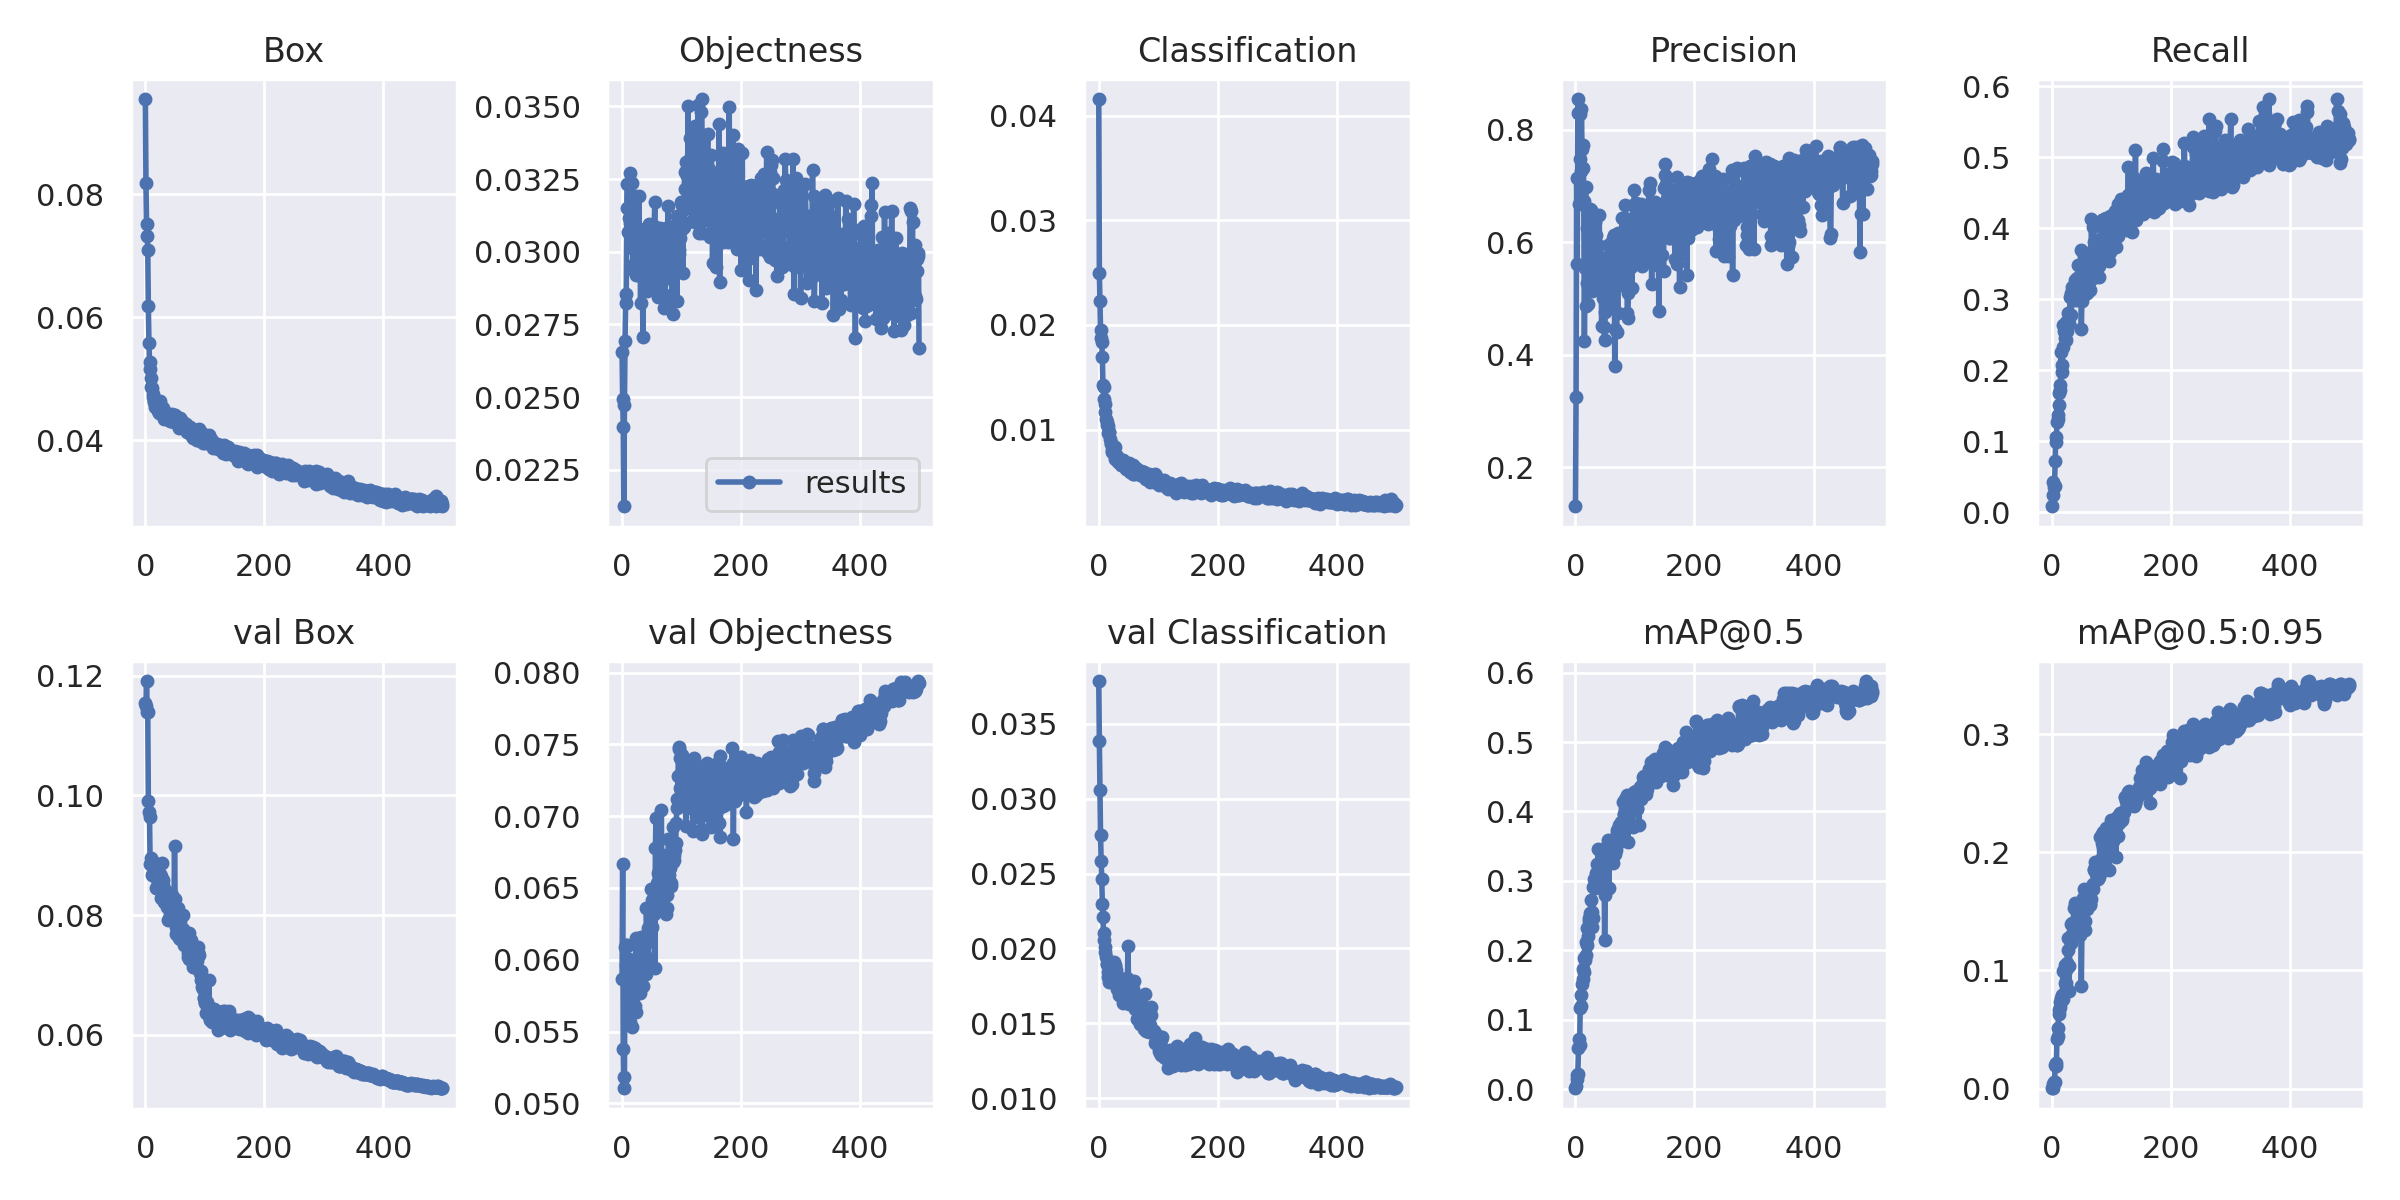 Box
Objectness
Classification
Precision
Recall
0.08
0.06
0.04
0 200 400
0.0350
0.0325
0.0300
0.0275
0.0250
0.0225
results
0 200 400
0.04
0.03
0.02
0.01
0 200 400
0.8
0.6
0.4
0.2
0 200 400
0.6
0.5
0.4
0.3
0.2
0.1
0.0
0 200 400
val Box
val Objectness
val Classification
mAP@0.5
mAP@0.5:0.95
0.12
0.10
0.08
0.06
0 200 400
0.080
0.075
0.070
0.065
0.060
0.055
0.050
0 200 400
0.035
0.030
0.025
0.020
0.015
0.010
0 200 400
0.6
0.5
0.4
0.3
0.2
0.1
0.0
0 200 400
0.3
0.2
0.1
0.0
0 200 400